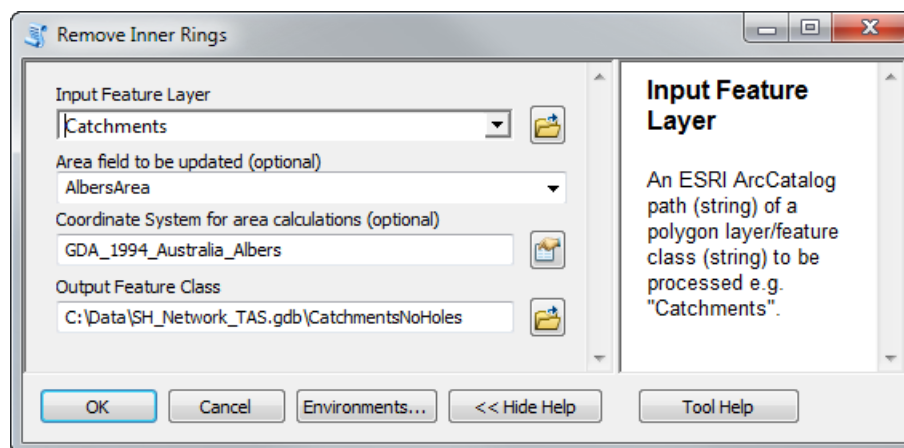 Remove Inner Rings
Input Feature Layer
Catchments
Area field to be updated (optional)
AlbersArea
Coordinate System for area calculations (optional)
GDA_1994_Australia_Albers
Output Feature Class
C:\Data\SH_Network_TAS.gdb\CatchmentsNoHoles
Input Feature
Layer
An ESRI ArcCatalog
path (string) of a
polygon layer/feature
class (string) to be
processed e.g.
"Catchments".
OK
Cancel
Environments...
<< Hide Help
Tool Help